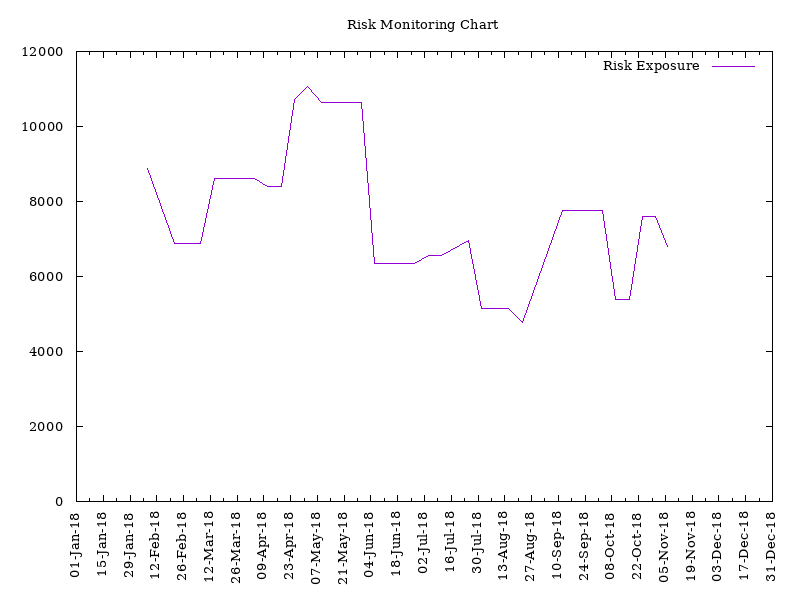 Risk Monitoring Chart
Risk Exposure
12000
10000
8000
6000
4000
2000
0
01-Jan-18
15-Jan-18
29-Jan-18
12-Feb-18
26-Feb-18
12-Mar-18
26-Mar-18
09-Apr-18
23-Apr-18
07-May-18
21-May-18
04-Jun-18
18-Jun-18
02-Jul-18
16-Jul-18
30-Jul-18
13-Aug-18
27-Aug-18
10-Sep-18
24-Sep-18
08-Oct-18
22-Oct-18
05-Nov-18
19-Nov-18
03-Dec-18
17-Dec-18
31-Dec-18